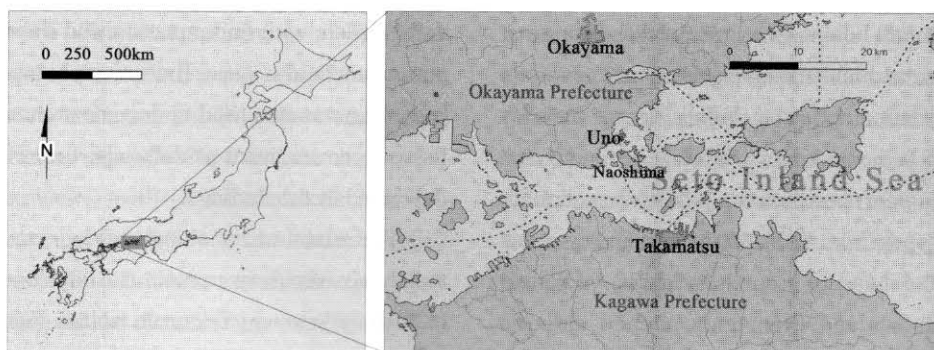 0 250 500km
N
Okayama
0 10 20 km
Okayama Prefecture
Uno
Naoshima
Seto Inland Sea
Takamatsu
Kagawa Prefecture